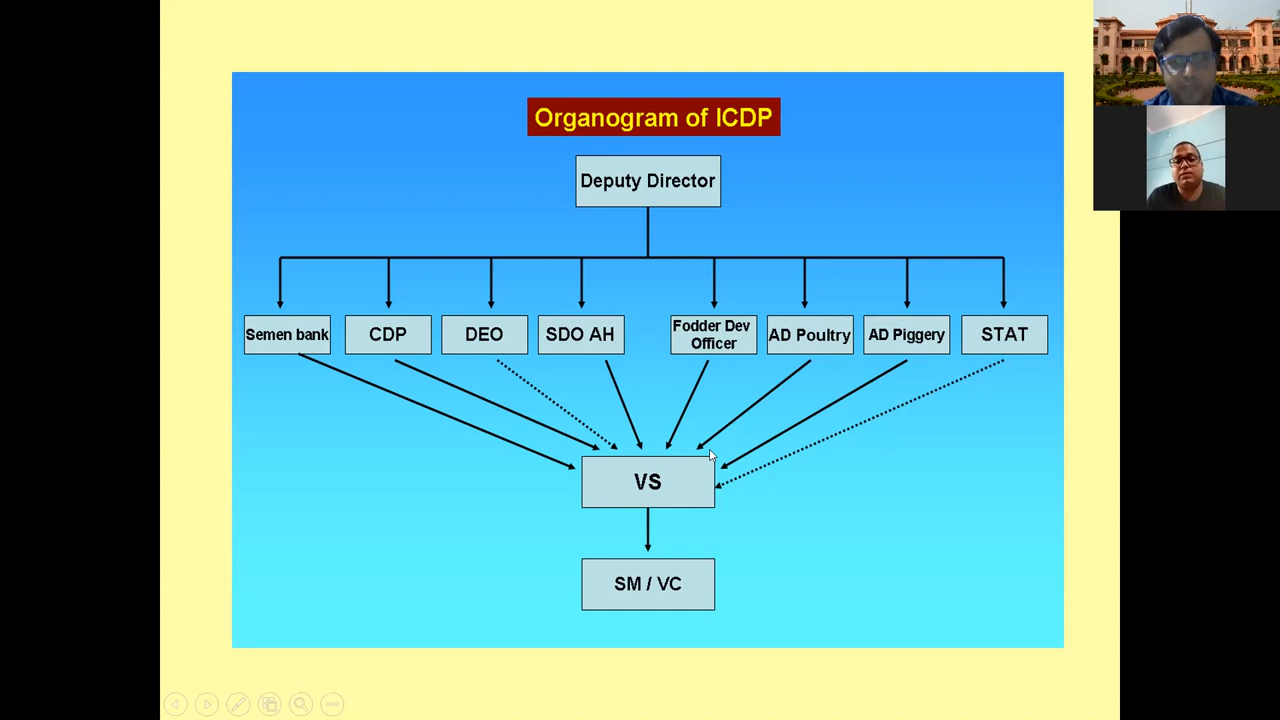 Organogram of ICDP
Deputy Director
Semen bank
CDP
DEO
SDO AH
Fodder Dev
Officer
AD Poultry
AD Piggery
STAT
VS
SM / VC